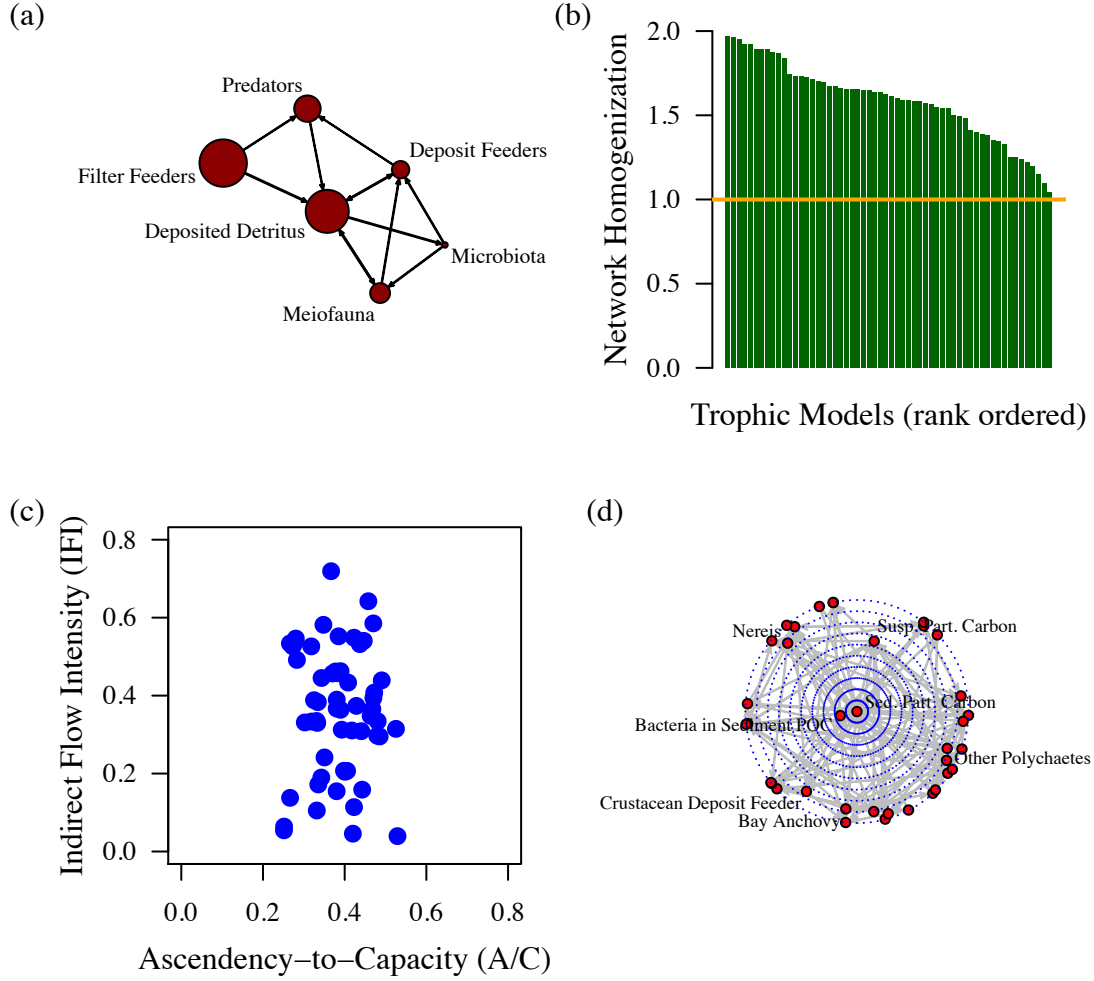 (a)
Predators
Filter Feeders
Deposit Feeders
Deposited Detritus
Microbiota
Meiofauna
(b)
Network Homogenization
2.0
1.5
1.0
0.5
0.0
Trophic Models (rank ordered)
(c)
Indirect Flow Intensity (IFI)
0.8
0.6
0.4
0.2
0.0
0.0 0.2 0.4 0.6 0.8
Ascendency−to−Capacity (A/C)
(d)
Nereis
Susp. Part. Carbon
Sed. Part. Carbon
Bacteria in Sediment POC
Other Polychaetes
Crustacean Deposit Feeder
Bay Anchovy